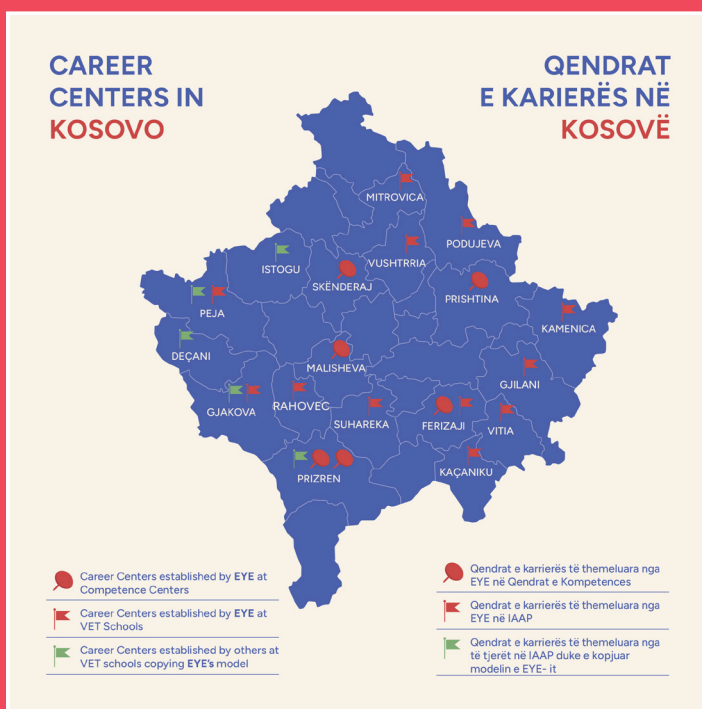 CAREER
CENTERS IN
KOSOVO
QENDRAT
E KARIERËS NË
KOSOVË
MITROVICA
PODUJEVA
VUSHTRRIA
ISTOGU
SKËNDERAJ
PRISHTINA
PEJA
KAMENICA
DEÇANI
MALISHEVA
GJILANI
GJAKOVA
RAHOVEC
SUHAREKA
FERIZAJI
VITIA
KAÇANIKU
PRIZREN
Career Centers established by EYE at
Competence Centers
Career Centers established by EYE at
VET Schools
Career Centers established by others at
VET schools copying EYE's model
Qendrat e karrierës të themeluara nga
EYE në Qendrat e Kompetences
Qendrat e karrierës të themeluara nga
EYE në IAAP
Qendrat e karrierës të themeluara nga
të tjerët në IAAP duke e kopjuar
modelin e EYE- it